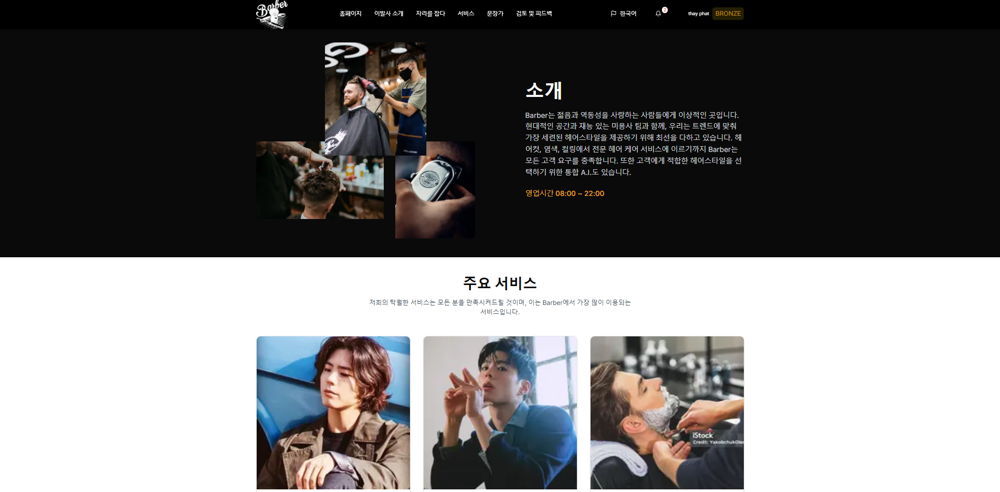 Barber
홈페이지
이발사 소개
자리를 잡다
서비스
문장가
검토 및 피드백
한국어
2
thay phat
BRONZE
소개
Barber는 젊음과 역동성을 사랑하는 사람들에게 이상적인 곳입니다.
현대적인 공간과 재능 있는 미용사 팀과 함께, 우리는 트렌드에 맞춰
가장 세련된 헤어스타일을 제공하기 위해 최선을 다하고 있습니다. 헤
어컷, 염색, 컬링에서 전문 헤어 케어 서비스에 이르기까지 Barber는
모든 고객 요구를 충족합니다. 또한 고객에게 적합한 헤어스타일을 선
택하기 위한 통합 A.I.도 있습니다.
영업시간 08:00 ~ 22:00
주요 서비스
저희의 탁월한 서비스는 모든 분을 만족시켜드릴 것이며, 이는 Barber에서 가장 많이 이용되는
서비스입니다.
iStock
Credit: YakobchukOle